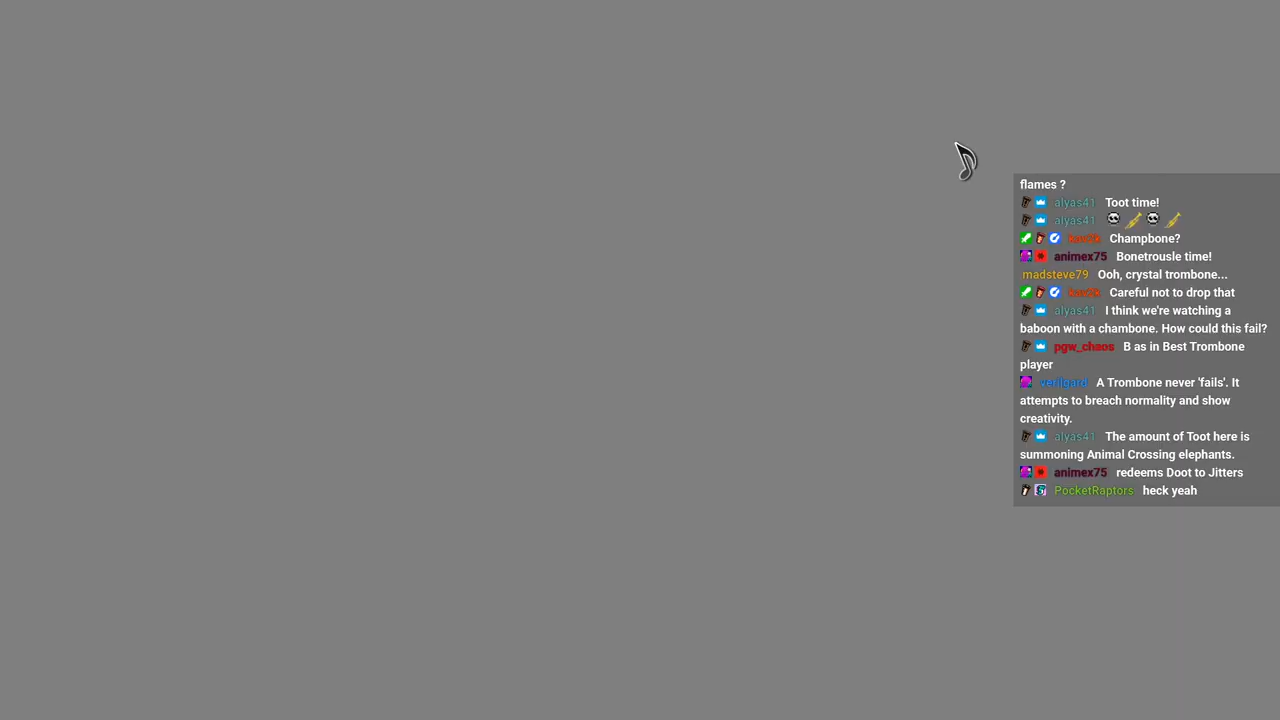 flames ?
alyas41 Toot time!
alyas41
Champbone?
animex75 Bonetrousle time!
madsteve79 Ooh, crystal trombone...
Careful not to drop that
alyas41 I think we're watching a
baboon with a chambone. How could this fail?
pgw_chaos B as in Best Trombone
player
verilgard A Trombone never 'fails'. It
attempts to breach normality and show
creativity.
alyas41 The amount of Toot here is
summoning Animal Crossing elephants.
animex75 redeems Doot to Jitters
PocketRaptors heck yeah